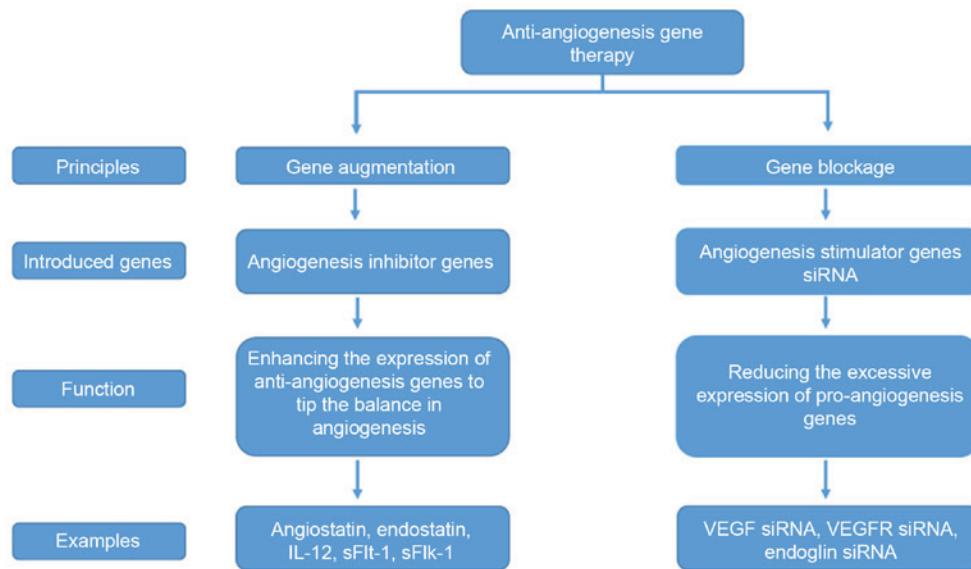 Anti-angiogenesis gene
therapy
Principles
Gene augmentation
Gene blockage
Introduced genes
Angiogenesis inhibitor genes
Angiogenesis stimulator genes
siRNA
Function
Enhancing the expression of
anti-angiogenesis genes to
tip the balance in
angiogenesis
Reducing the excessive
expression of pro-angiogenesis
genes
Examples
Angiostatin, endostatin,
IL-12, sFlt-1, sFlk-1
VEGF siRNA, VEGFR siRNA,
endoglin siRNA